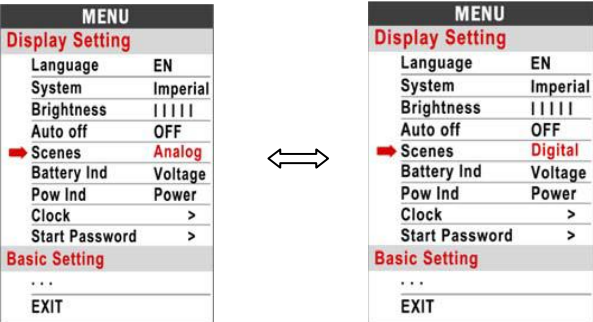 MENU
Display Setting
Language EN
System Imperial
Brightness | | | | |
Auto off OFF
Scenes Analog
Battery Ind Voltage
Pow Ind Power
Clock >
Start Password >
Basic Setting
. . .
EXIT
MENU
Display Setting
Language EN
System Imperial
Brightness | | | | |
Auto off OFF
Scenes Digital
Battery Ind Voltage
Pow Ind Power
Clock >
Start Password >
Basic Setting
. . .
EXIT